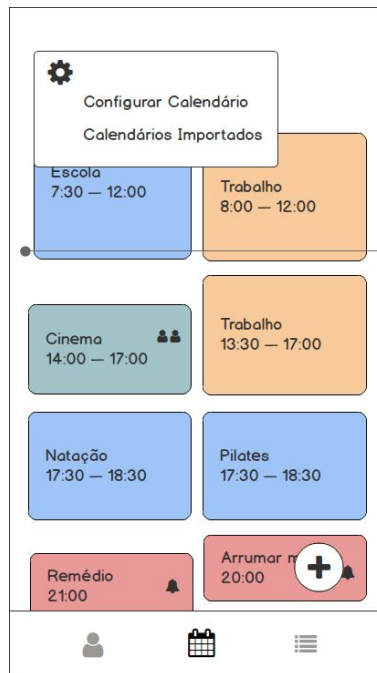 Configurar Calendário
Calendários Importados
Escola
7:30 — 12:00
Trabalho
8:00 — 12:00
Cinema
14:00 — 17:00
Trabalho
13:30 — 17:00
Natação
17:30 — 18:30
Pilates
17:30 — 18:30
Remédio
21:00
Arrumar
20:00